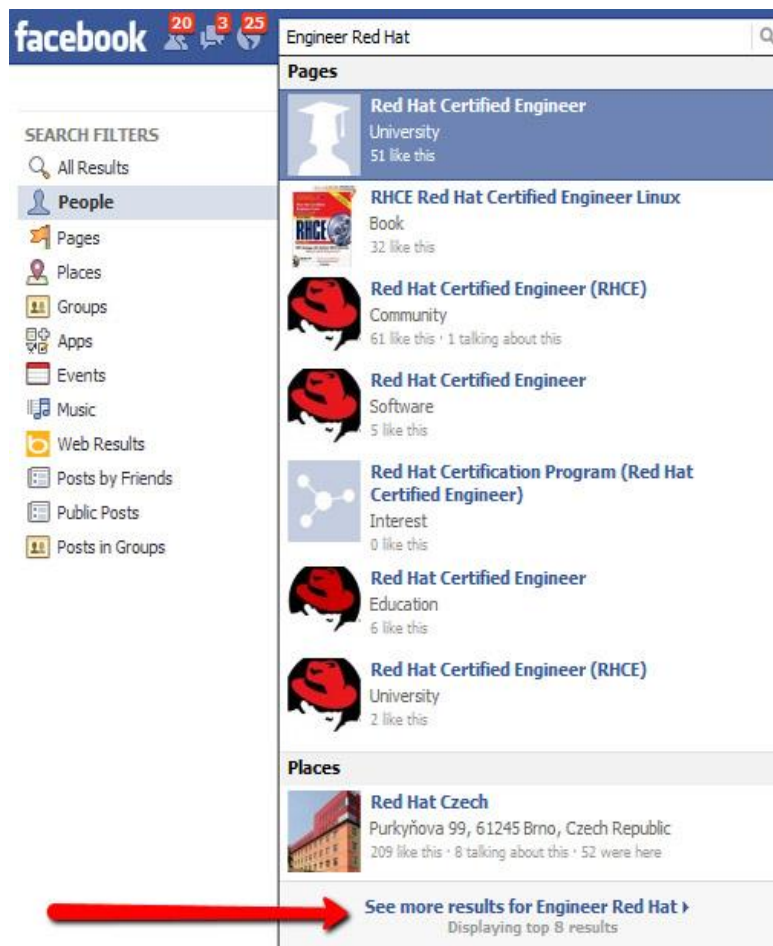 facebook 20 3 25
Engineer Red Hat
SEARCH FILTERS
All Results
People
Pages
Places
Groups
Apps
Events
Music
Web Results
Posts by Friends
Public Posts
Posts in Groups
Pages
Red Hat Certified Engineer
University
51 like this
RHCE
RHCE Red Hat Certified Engineer Linux
Book
32 like this
Red Hat Certified Engineer (RHCE)
Community
61 like this · 1 talking about this
Red Hat Certified Engineer
Software
5 like this
Red Hat Certification Program (Red Hat
Certified Engineer)
Interest
0 like this
Red Hat Certified Engineer
Education
6 like this
Red Hat Certified Engineer (RHCE)
University
2 like this
Places
Red Hat Czech
Purkyňova 99, 61245 Brno, Czech Republic
209 like this · 8 talking about this · 52 were here
See more results for Engineer Red Hat
Displaying top 8 results